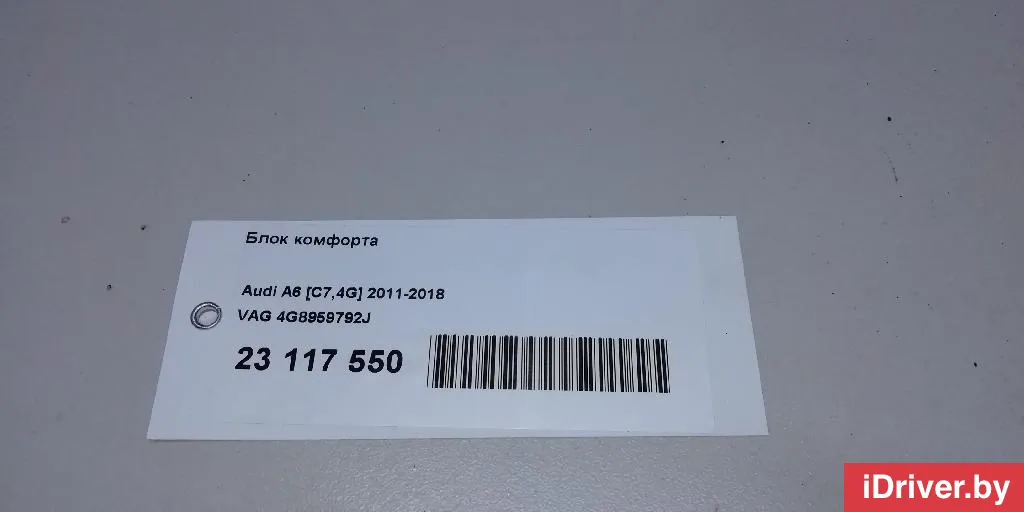 Блок комфорта
Audi A6 [C7,4G] 2011-2018
VAG 4G8959792J
23 117 550
iDriver.by